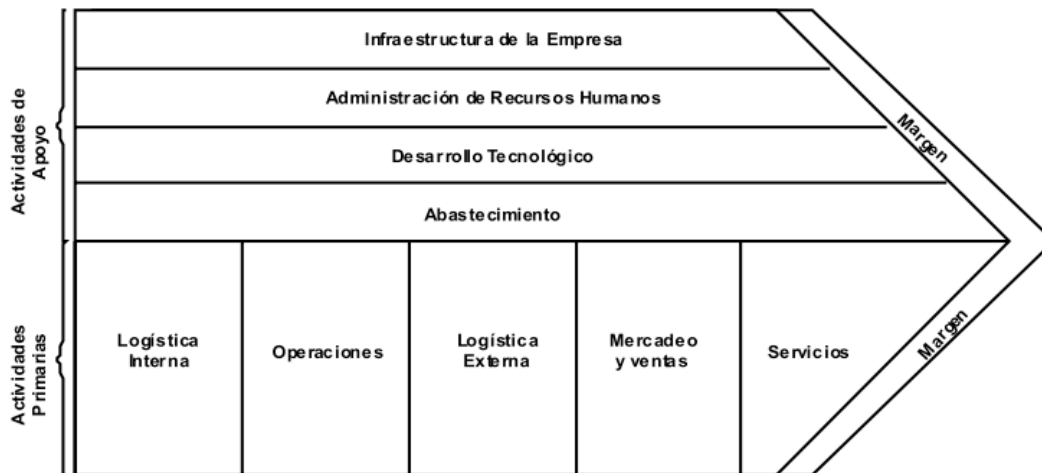 Infraestructura de la Empresa
Administración de Recursos Humanos
Desarrollo Tecnológico
Abastecimiento
Actividades de
Apoyo
Margen
Logística
Interna
Operaciones
Logística
Externa
Mercadeo
y ventas
Servicios
Actividades
Primarias
Margen